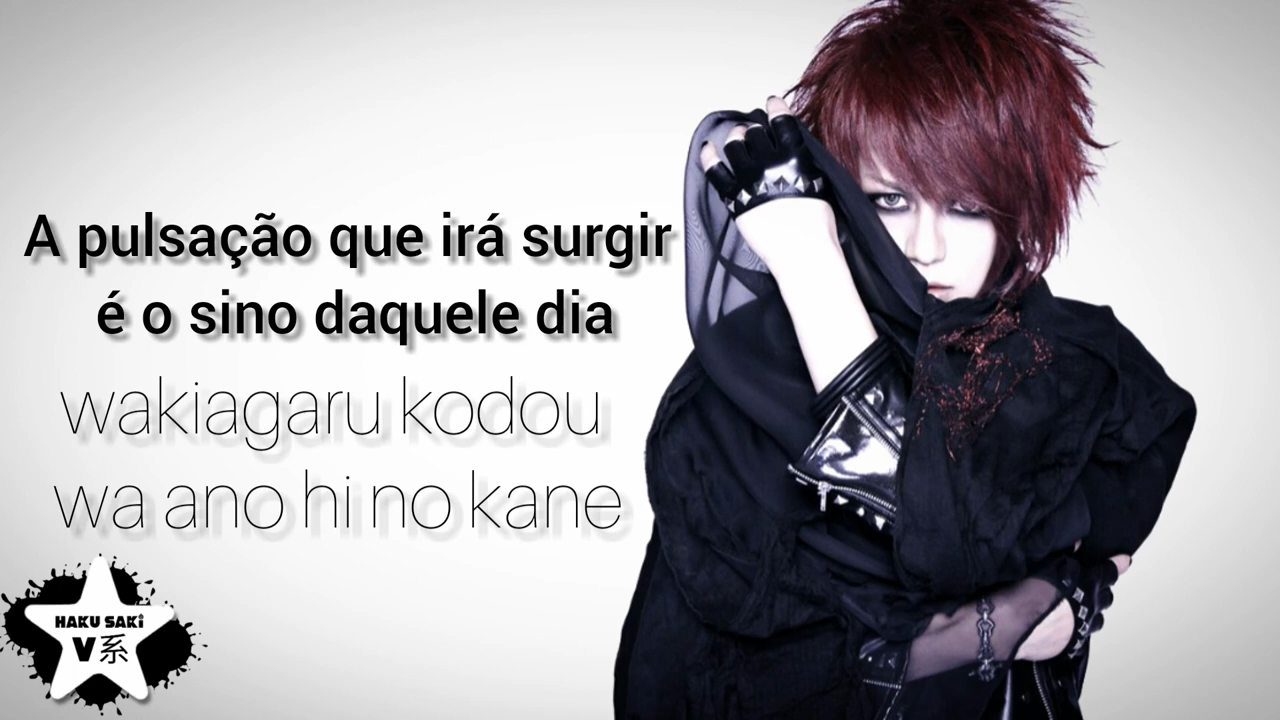 A pulsação que irá surgir
é o sino daquele dia
wakiagaru kodou
wa ano hi no kane
HAKU SAKi
V系